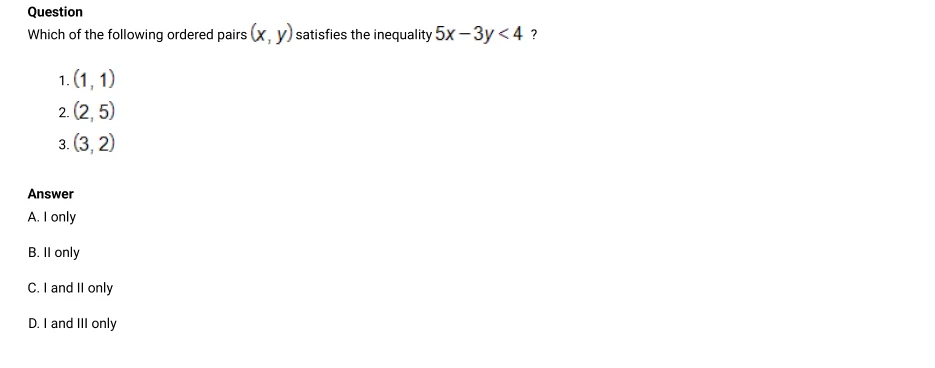 Question
Which of the following ordered pairs (x, y) satisfies the inequality 5x − 3y < 4 ?
1. (1, 1)
2. (2, 5)
3. (3, 2)
Answer
A. I only
B. II only
C. I and II only
D. I and III only